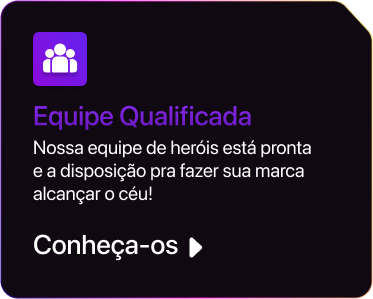 Equipe Qualificada
Nossa equipe de heróis está pronta
e a disposição pra fazer sua marca
alcançar o céu!
Conheça-os